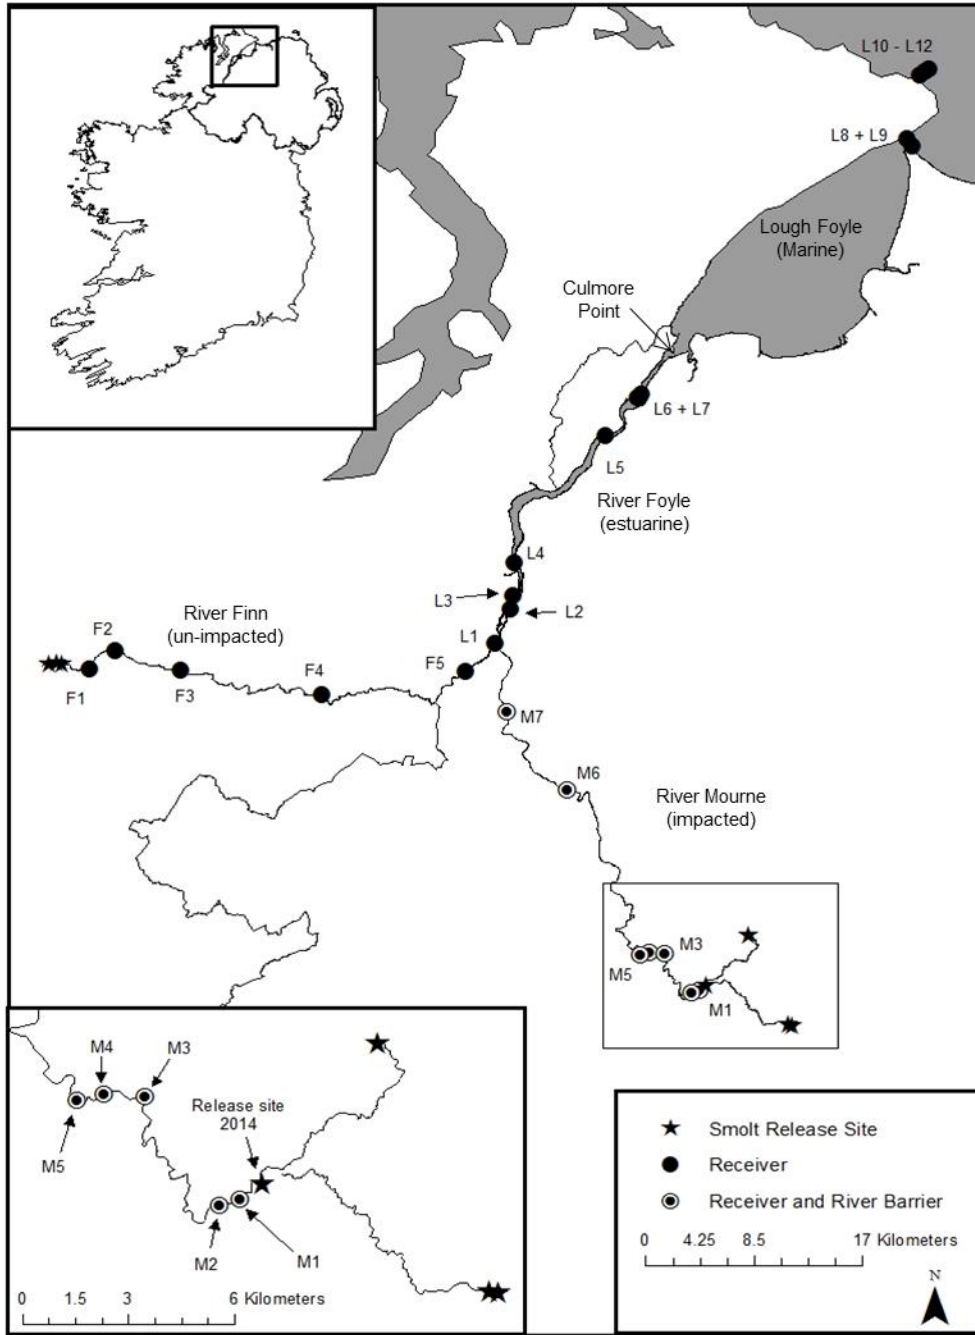 L10 - L12
L8 + L9
Lough Foyle
(Marine)
Culmore
Point
L6 + L7
L5
River Foyle
(estuarine)
L4
L3
L2
River Finn
(un-impacted)
L1
F2
F1
F3
F4
F5
M7
M6
River Mourne
(impacted)
M3
M5
M1
M4
M3
Release site
2014
M5
M2
M1
0 1.5 3 6 Kilometers
Smolt Release Site
Receiver
Receiver and River Barrier
0 4.25 8.5 17 Kilometers
N